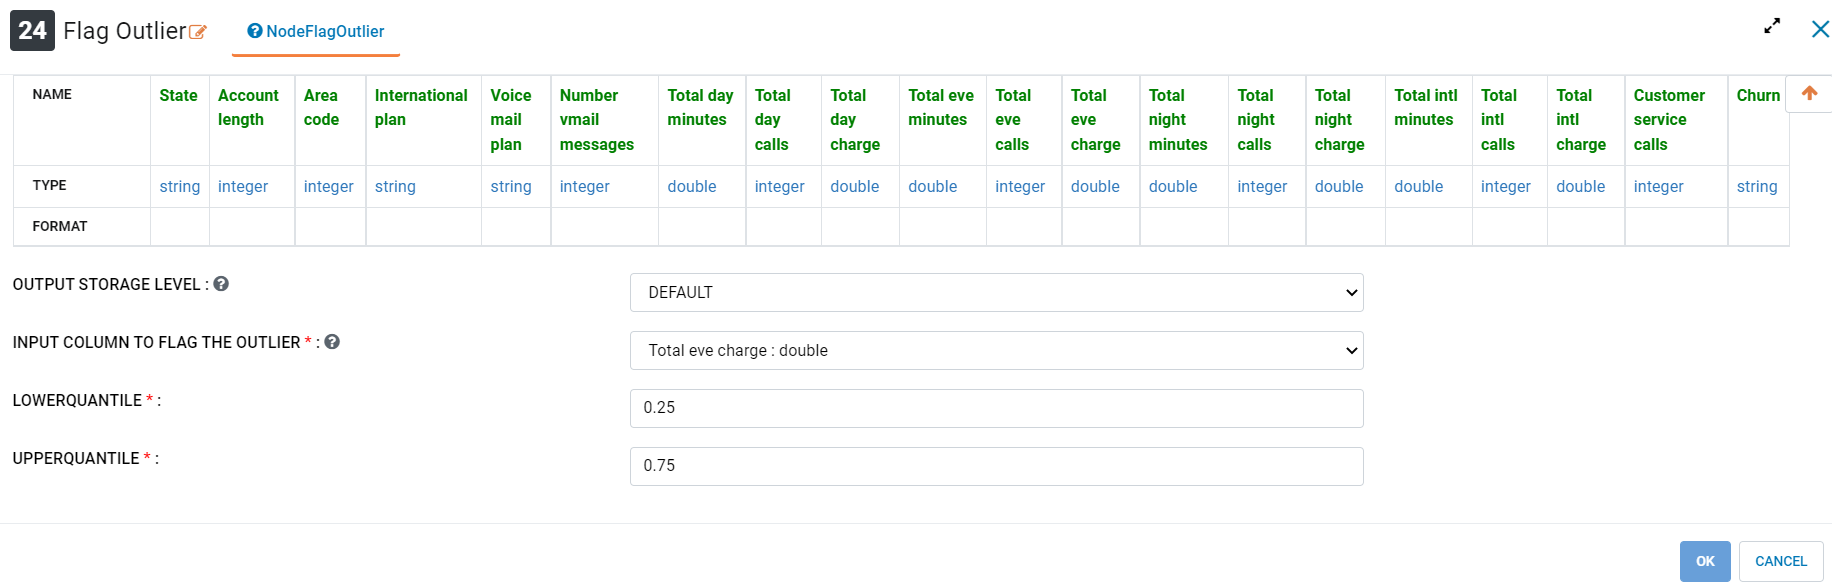 24 Flag Outlier NodeFlagOutlier
NAME State Account length Area code International plan Voice mail plan Number vmail messages Total day minutes Total day calls Total day charge Total eve minutes Total eve calls Total eve charge Total night minutes Total night calls Total night charge Total intl minutes Total intl calls Total intl charge Customer service calls Churn
TYPE string integer integer string string integer double integer double double integer double double integer double double integer double integer string
FORMAT
OUTPUT STORAGE LEVEL : DEFAULT
INPUT COLUMN TO FLAG THE OUTLIER * : Total eve charge : double
LOWERQUANTILE * : 0.25
UPPERQUANTILE * : 0.75
OK CANCEL